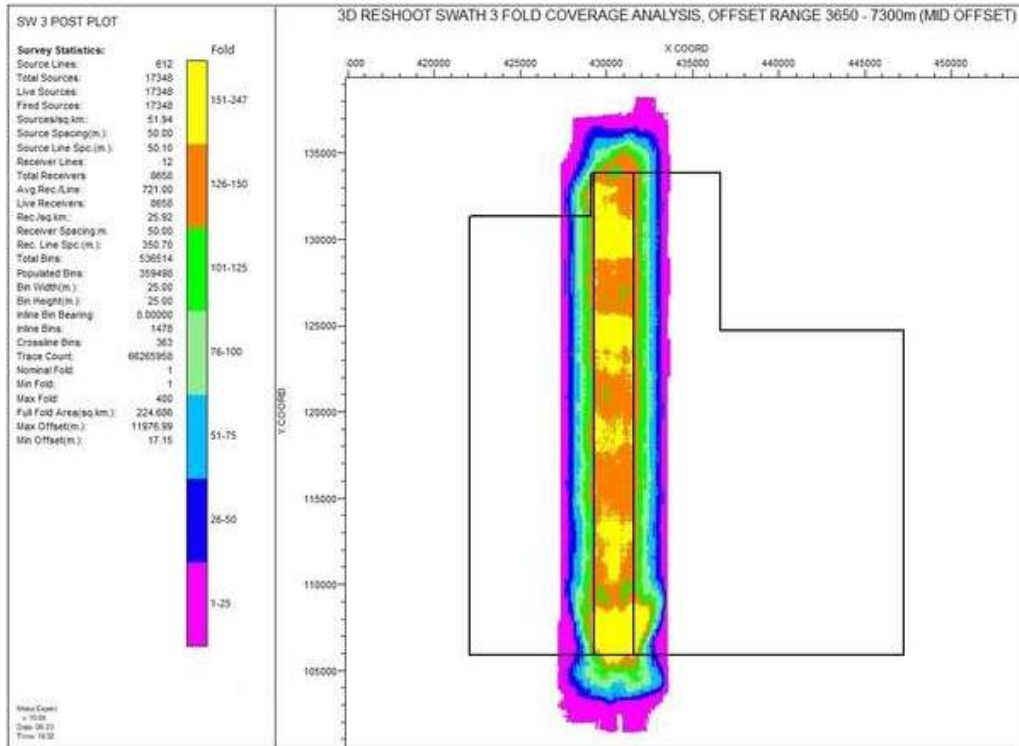 3D RESHOOT SWATH 3 FOLD COVERAGE ANALYSIS, OFFSET RANGE 3650 - 7300m (MID OFFSET)
SW 3 POST PLOT
Survey Statistics:
Source Lines: 612
Total Sources: 17348
Live Sources: 17348
Fired Sources: 17348
Sources/sq.km: 51.94
Source Spacing(m.): 50.00
Source Line Spc.(m.): 50.10
Receiver Lines: 12
Total Receivers: 8658
Avg Rec./Line: 721.00
Live Receivers: 8658
Rec./sq.km.: 25.92
Receiver Spacing:m. 50.00
Rec. Line Spc.(m.): 350.70
Total Bins: 536514
Populated Bins: 359498
Bin Width(m.): 25.00
Bin Height(m.): 25.00
Inline Bin Bearing: 0.00000
Inline Bins: 1478
Crossline Bins: 363
Trace Count: 66265958
Nominal Fold: 1
Min Fold: 1
Max Fold: 400
Full Fold Area(sq.km.): 224.686
Max Offset(m.): 11976.99
Min Offset(m.): 17.15
Fold
151-247
126-150
101-125
76-100
51-75
26-50
1-25
X COORD
000 420000 425000 430000 435000 440000 445000 450000
Y COORD
135000
130000
125000
120000
115000
110000
105000